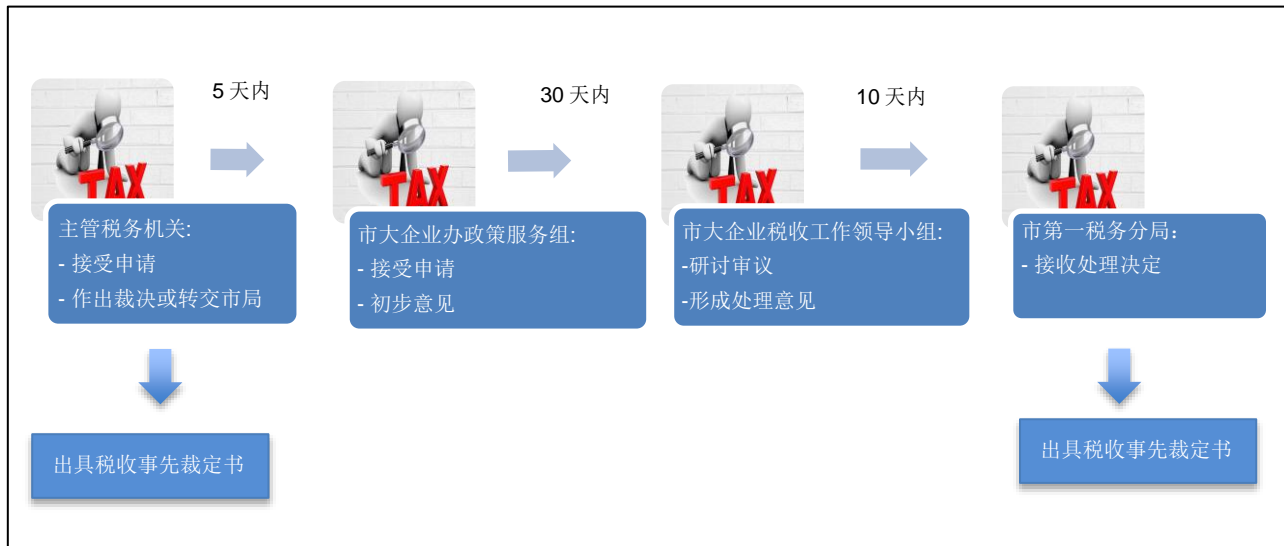 5 天内
30 天内
10 天内
TAX
TAX
TAX
TAX
主管税务机关:
- 接受申请
- 作出裁决或转交市局
市大企业办政策服务组:
- 接受申请
- 初步意见
市大企业税收工作领导小组:
-研讨审议
-形成处理意见
市第一税务分局：
- 接收处理决定
出具税收事先裁定书
出具税收事先裁定书